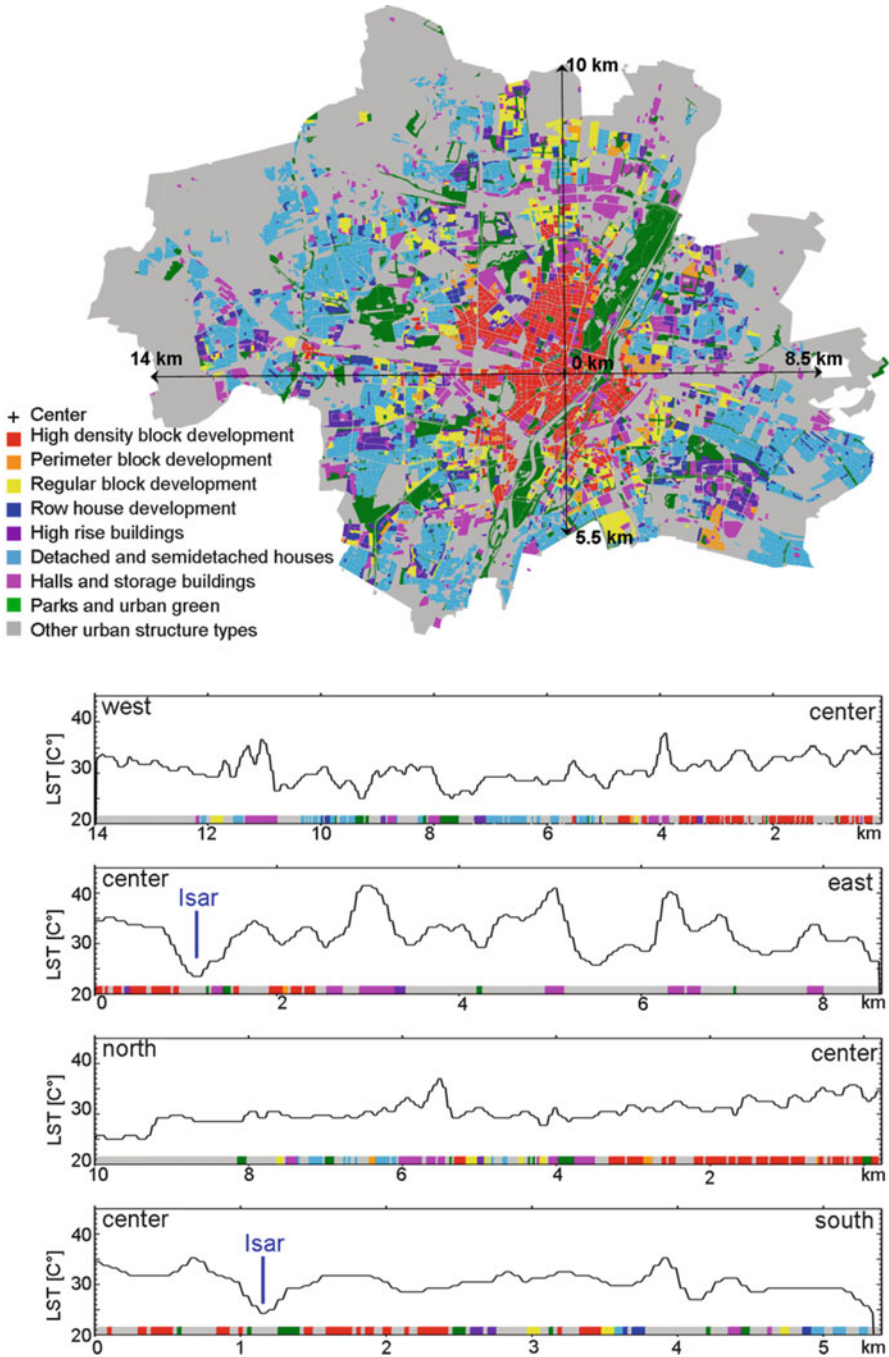 10 km
14 km
0 km
8.5 km
5.5 km
+ Center
High density block development
Perimeter block development
Regular block development
Row house development
High rise buildings
Detached and semidetached houses
Halls and storage buildings
Parks and urban green
Other urban structure types
west
center
LST [C°]
40
30
20
14 12 10 8 6 4 2 km
center
Isar
east
LST [C°]
40
30
20
0 2 4 6 8 km
north
center
LST [C°]
40
30
20
10 8 6 4 2 km
center
Isar
south
LST [C°]
40
30
20
0 1 2 3 4 5 km